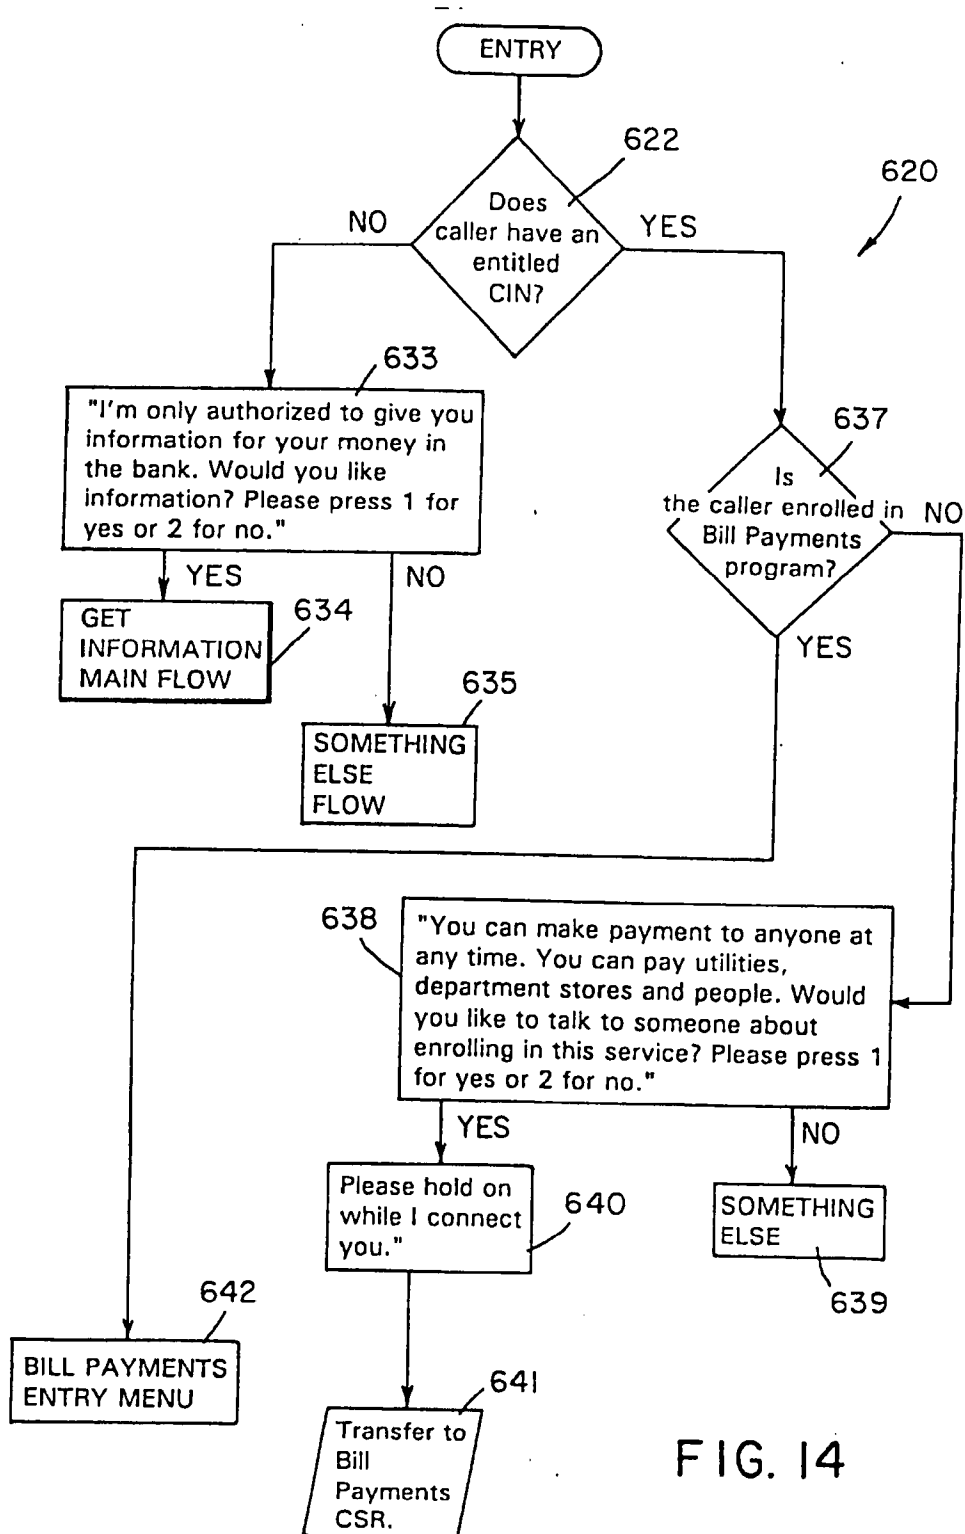 ENTRY
622
620
Does
caller have an
entitled
CIN?
NO
YES
633
"I'm only authorized to give you
information for your money in
the bank. Would you like
information? Please press 1 for
yes or 2 for no."
637
Is
the caller enrolled in
Bill Payments
program?
NO
YES
YES
NO
GET
INFORMATION
MAIN FLOW
634
635
SOMETHING
ELSE
FLOW
638
"You can make payment to anyone at
any time. You can pay utilities,
department stores and people. Would
you like to talk to someone about
enrolling in this service? Please press 1
for yes or 2 for no."
YES
NO
Please hold on
while I connect
you."
640
SOMETHING
ELSE
639
642
BILL PAYMENTS
ENTRY MENU
641
Transfer to
Bill
Payments
CSR.
FIG. 14